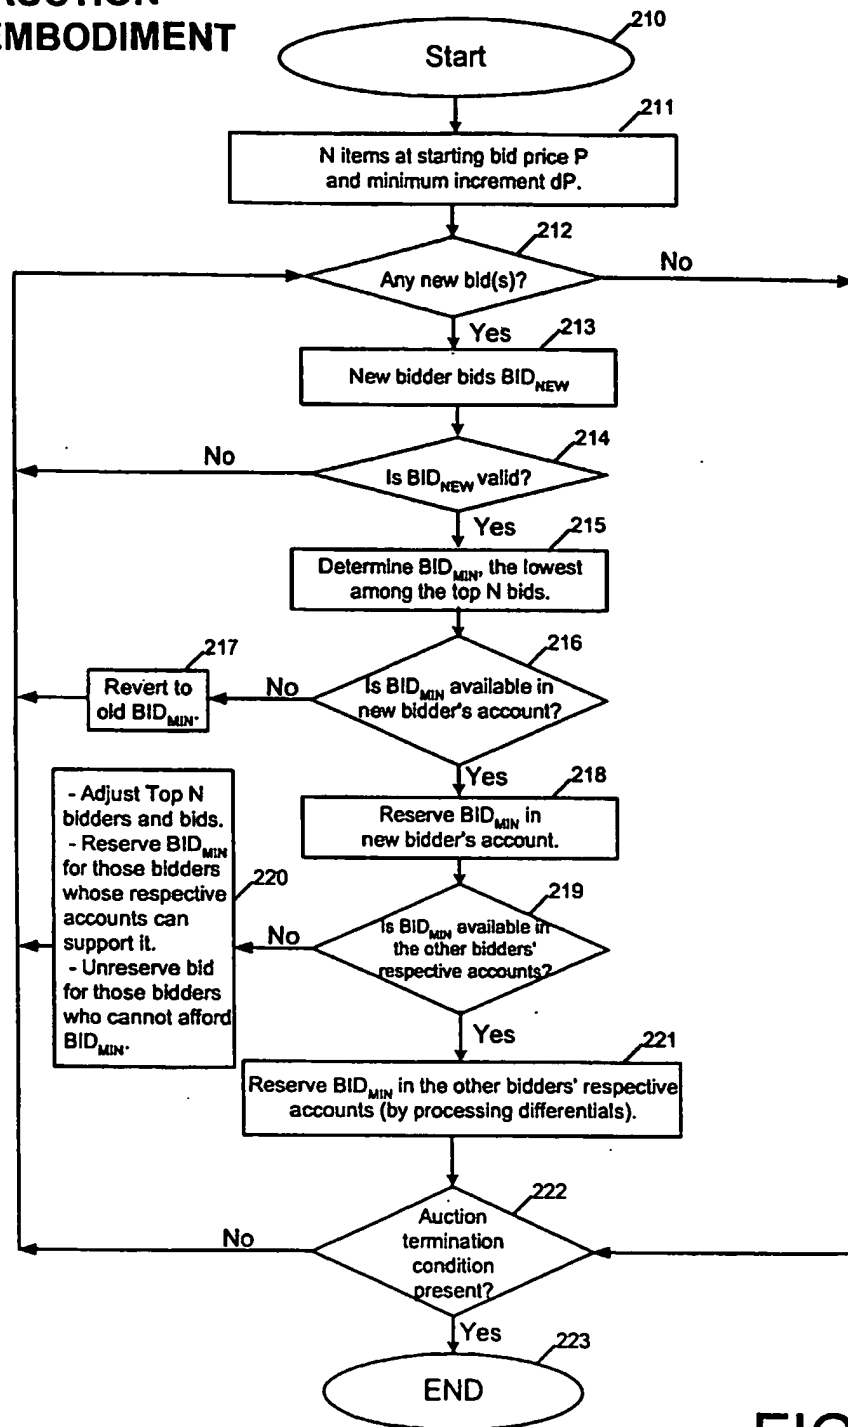 AUCTION
EMBODIMENT
210
Start
211
N items at starting bid price P
and minimum increment dP.
212
Any new bid(s)?
No
Yes
213
New bidder bids BID_NEW
214
No
Is BID_NEW valid?
Yes
215
Determine BID_MIN, the lowest
among the top N bids.
216
217
Revert to
old BID_MIN.
No
Is BID_MIN available in
new bidder's account?
Yes
218
Reserve BID_MIN in
new bidder's account.
- Adjust Top N
bidders and bids.
- Reserve BID_MIN
for those bidders
whose respective
accounts can
support it.
- Unreserve bid
for those bidders
who cannot afford
BID_MIN.
220
219
No
Is BID_MIN available in
the other bidders'
respective accounts?
Yes
221
Reserve BID_MIN in the other bidders' respective
accounts (by processing differentials).
222
No
Auction
termination
condition
present?
Yes
223
END
FIG